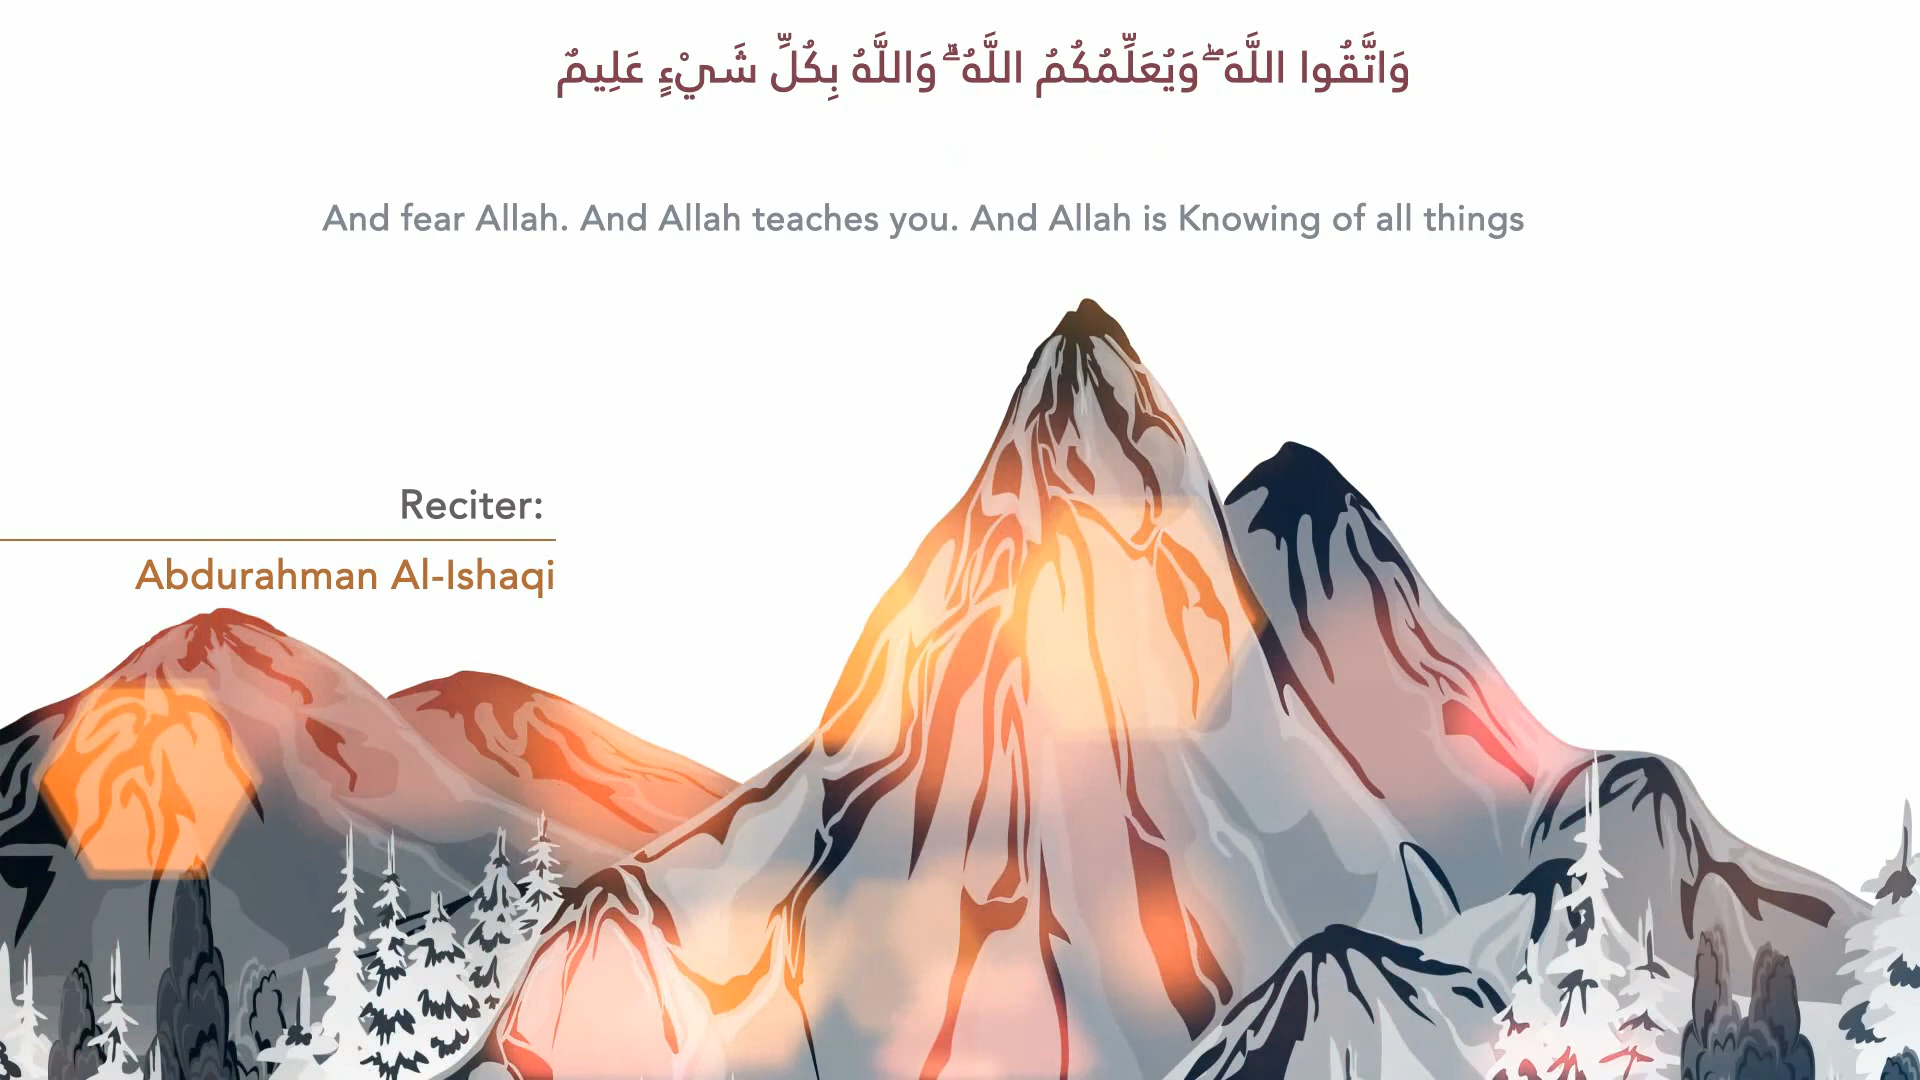 وَاتَّقُوا اللَّهَ ۖ وَيُعَلِّمُكُمُ اللَّهُ ۗ وَاللَّهُ بِكُلِّ شَيْءٍ عَلِيمٌ
And fear Allah. And Allah teaches you. And Allah is Knowing of all things
Reciter:
Abdurahman Al-Ishaqi